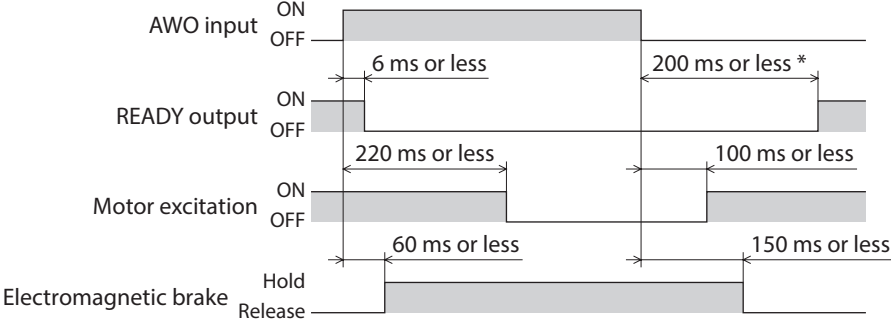 ON
AWO input
OFF
6 ms or less
200 ms or less *
ON
READY output
OFF
220 ms or less
100 ms or less
ON
Motor excitation
OFF
60 ms or less
150 ms or less
Hold
Electromagnetic brake
Release